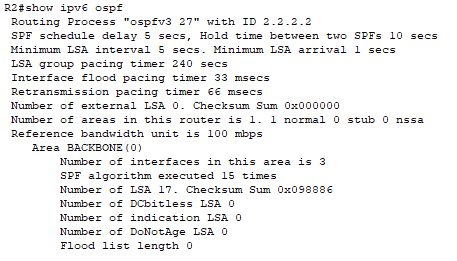 R2#show ipv6 ospf
Routing Process "ospfv3 27" with ID 2.2.2.2
SPF schedule delay 5 secs, Hold time between two SPFs 10 secs
Minimum LSA interval 5 secs. Minimum LSA arrival 1 secs
LSA group pacing timer 240 secs
Interface flood pacing timer 33 msecs
Retransmission pacing timer 66 msecs
Number of external LSA 0. Checksum Sum 0x000000
Number of areas in this router is 1. 1 normal 0 stub 0 nssa
Reference bandwidth unit is 100 mbps
Area BACKBONE(0)
Number of interfaces in this area is 3
SPF algorithm executed 15 times
Number of LSA 17. Checksum Sum 0x098886
Number of DCbitless LSA 0
Number of indication LSA 0
Number of DoNotAge LSA 0
Flood list length 0